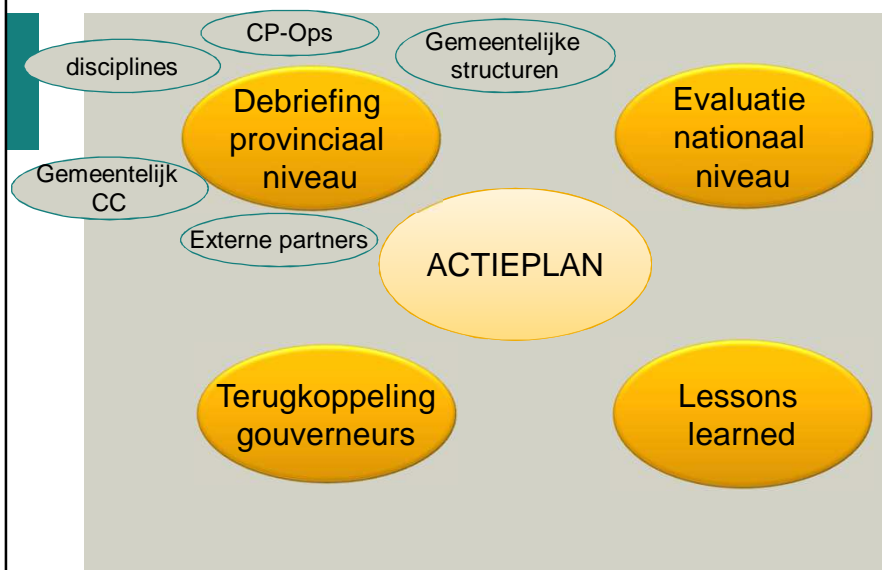 CP-Ops
Gemeentelijke
structuren
disciplines
Debriefing
provinciaal
niveau
Evaluatie
nationaal
niveau
Gemeentelijk
CC
Externe partners
ACTIEPLAN
Terugkoppeling
gouverneurs
Lessons
learned